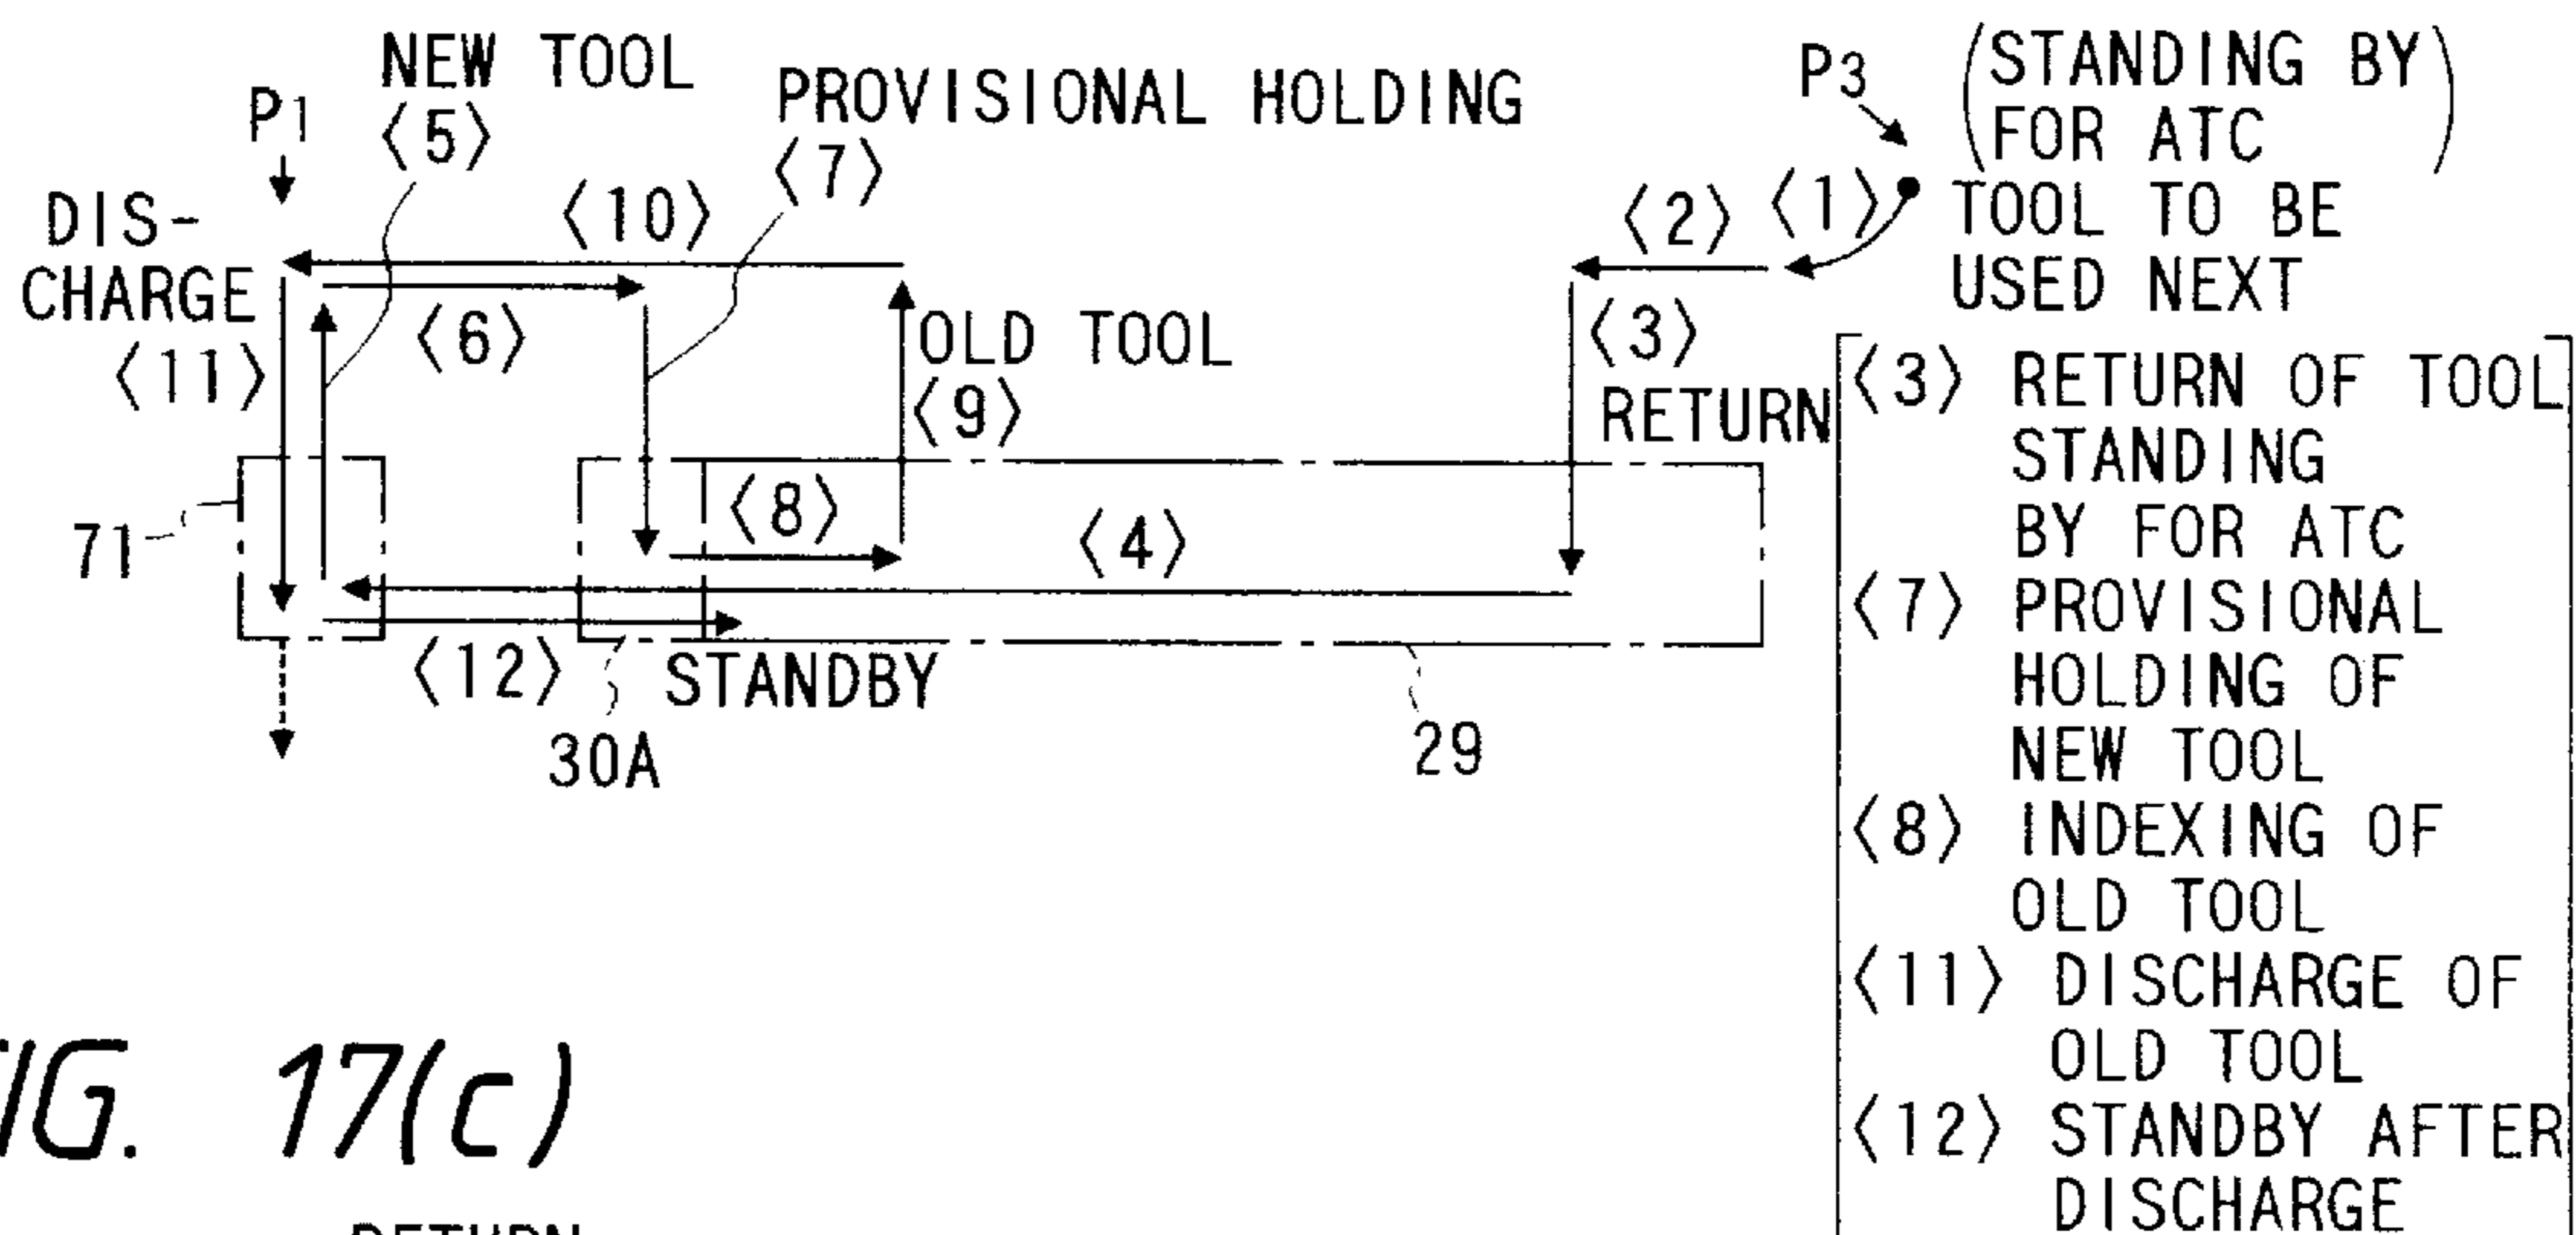 NEW TOOL
P1
⟨5⟩
PROVISIONAL HOLDING
⟨7⟩
P3
(STANDING BY
FOR ATC)
TOOL TO BE
USED NEXT
DIS-
CHARGE
⟨11⟩
⟨10⟩
⟨2⟩ ⟨1⟩
⟨6⟩
OLD TOOL
⟨9⟩
⟨3⟩
RETURN
71
⟨8⟩
⟨4⟩
⟨12⟩
STANDBY
30A
29
⟨3⟩ RETURN OF TOOL
STANDING
BY FOR ATC
⟨7⟩ PROVISIONAL
HOLDING OF
NEW TOOL
⟨8⟩ INDEXING OF
OLD TOOL
⟨11⟩ DISCHARGE OF
OLD TOOL
⟨12⟩ STANDBY AFTER
DISCHARGE
IG. 17(c)
RETURN